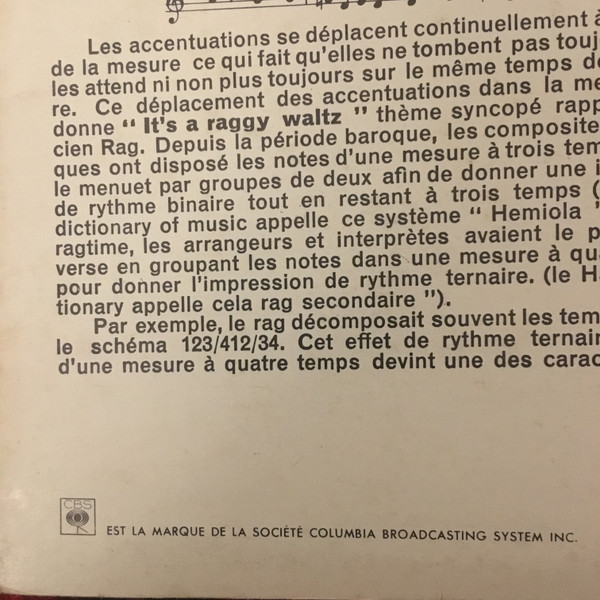 Les accentuations se déplacent continuellement à
de la mesure ce qui fait qu'elles ne tombent pas touj
les attend ni non plus toujours sur le même temps de
re. Ce déplacement des accentuations dans la me
donne " It's a raggy waltz " thème syncopé rapp
cien Rag. Depuis la période baroque, les composite
ques ont disposé les notes d'une mesure à trois tem
le menuet par groupes de deux afin de donner une i
de rythme binaire tout en restant à trois temps (
dictionary of music appelle ce système " Hemiola "
ragtime, les arrangeurs et interprètes avaient le p
verse en groupant les notes dans une mesure à qua
pour donner l'impression de rythme ternaire. (le H
tionary appelle cela rag secondaire ").
Par exemple, le rag décomposait souvent les tem
le schéma 123/412/34. Cet effet de rythme ternair
d'une mesure à quatre temps devint une des carac
CBS
EST LA MARQUE DE LA SOCIÉTÉ COLUMBIA BROADCASTING SYSTEM INC.